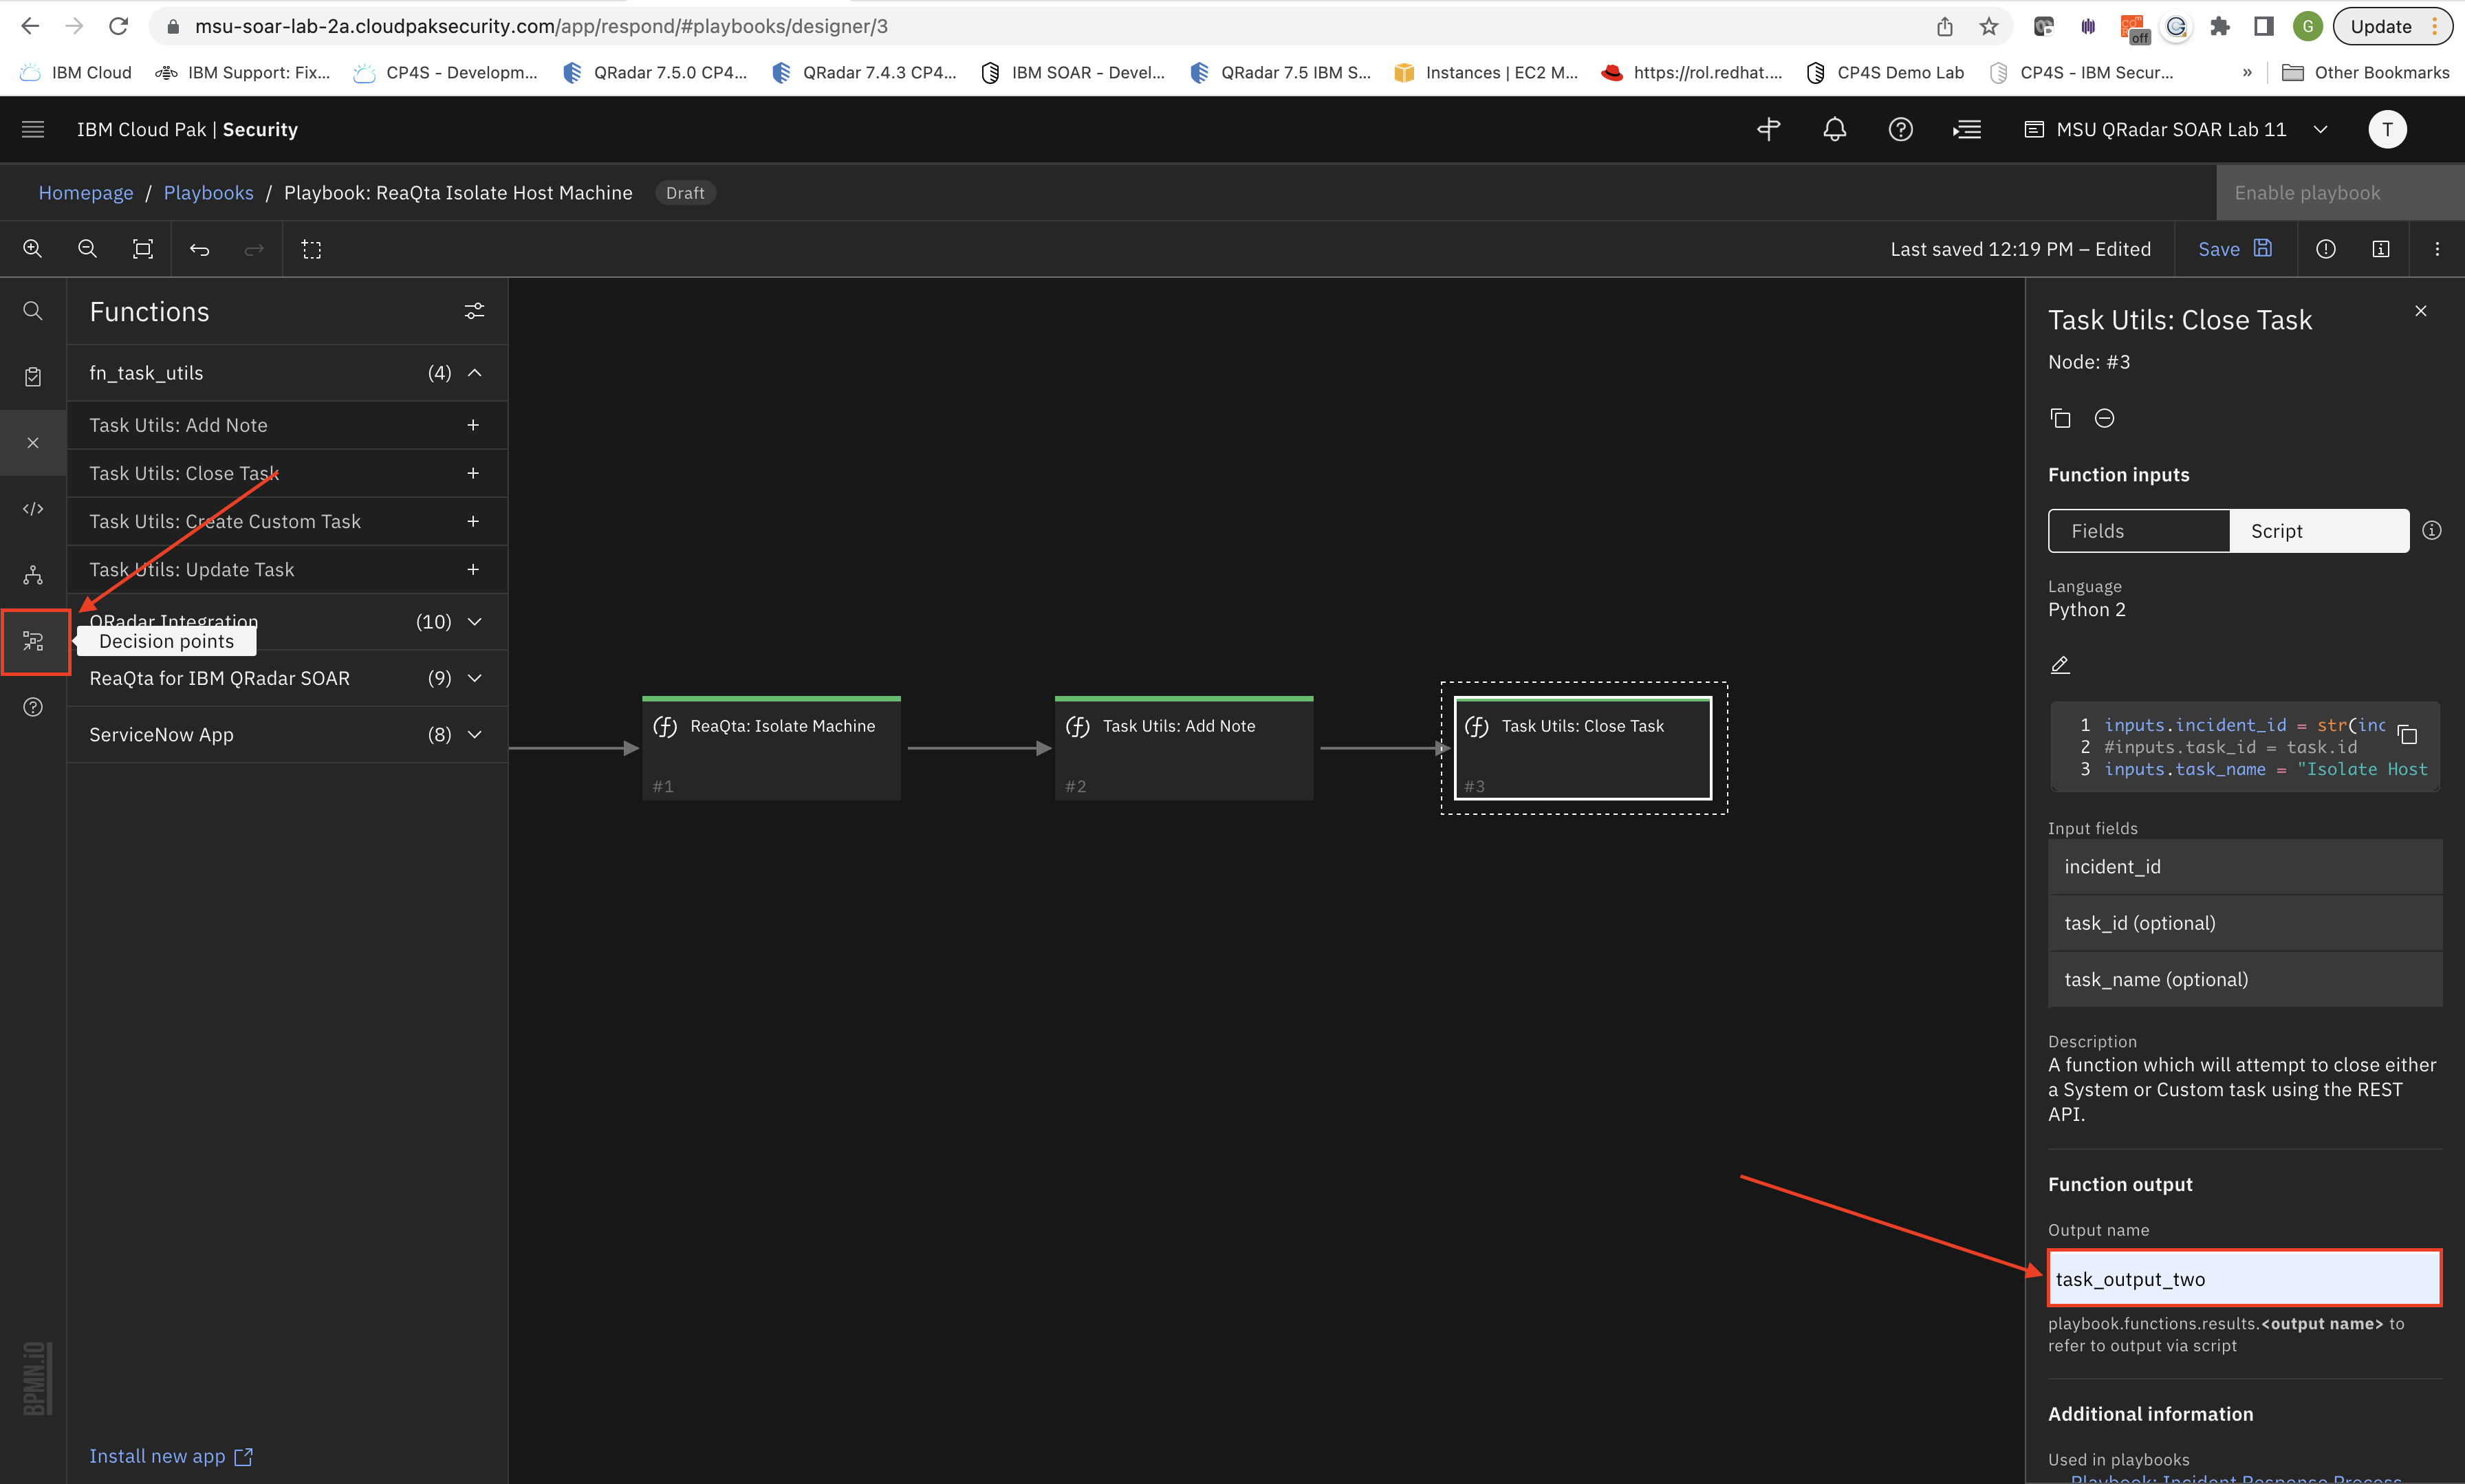 msu-soar-lab-2a.cloudpaksecurity.com/app/respond/#playbooks/designer/3
off
G
Update
IBM Cloud
IBM Support: Fix...
CP4S - Developm...
QRadar 7.5.0 CP4...
QRadar 7.4.3 CP4...
IBM SOAR - Devel...
QRadar 7.5 IBM S...
Instances | EC2 M...
https://rol.redhat....
CP4S Demo Lab
CP4S - IBM Secur...
»
Other Bookmarks
IBM Cloud Pak | Security
MSU QRadar SOAR Lab 11
T
Homepage / Playbooks / Playbook: ReaQta Isolate Host Machine
Draft
Enable playbook
Last saved 12:19 PM – Edited
Save
Functions
fn_task_utils (4)
Task Utils: Add Note +
Task Utils: Close Task +
Task Utils: Create Custom Task +
Task Utils: Update Task +
QRadar Integration (10)
Decision points
ReaQta for IBM QRadar SOAR (9)
ServiceNow App (8)
BPMN.iO
Install new app
ReaQta: Isolate Machine
#1
Task Utils: Add Note
#2
Task Utils: Close Task
#3
Task Utils: Close Task
Node: #3
Function inputs
Fields
Script
Language
Python 2
1 inputs.incident_id = str(inc
2 #inputs.task_id = task.id
3 inputs.task_name = "Isolate Host
Input fields
incident_id
task_id (optional)
task_name (optional)
Description
A function which will attempt to close either
a System or Custom task using the REST
API.
Function output
Output name
task_output_two
playbook.functions.results.<output name> to
refer to output via script
Additional information
Used in playbooks
Playbook: Incident Response Process